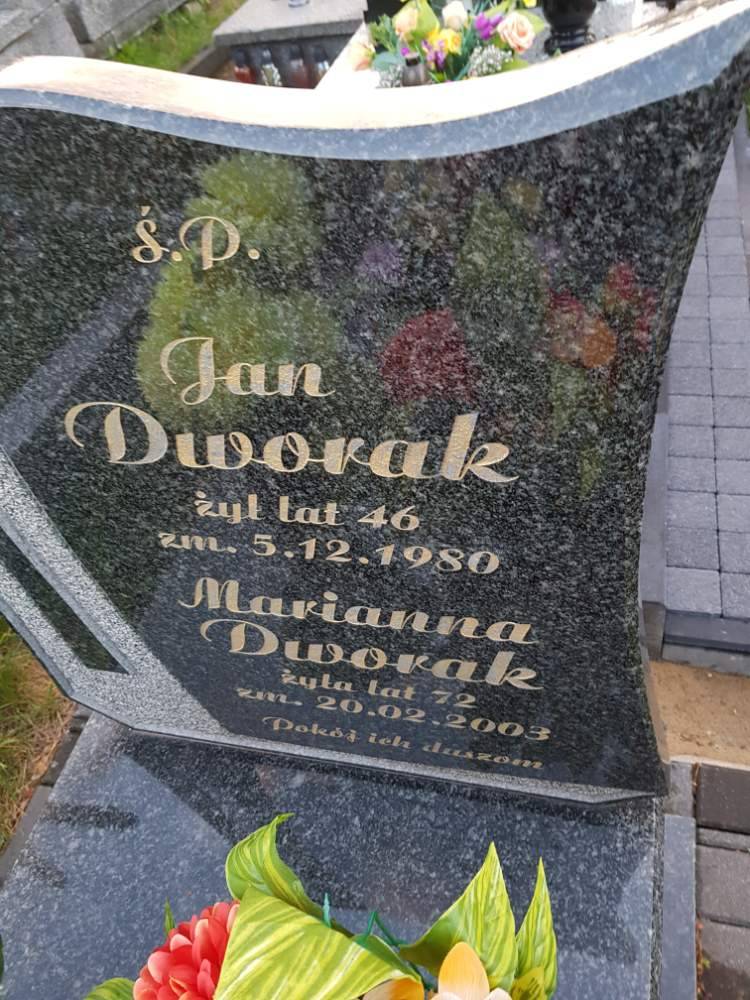 ś.P.
Jan
Dworak
żył lat 46
zm. 5.12.1980
Marianna
Dworak
żyła lat 72
zm. 20.02.2003
Pokój ich duszom